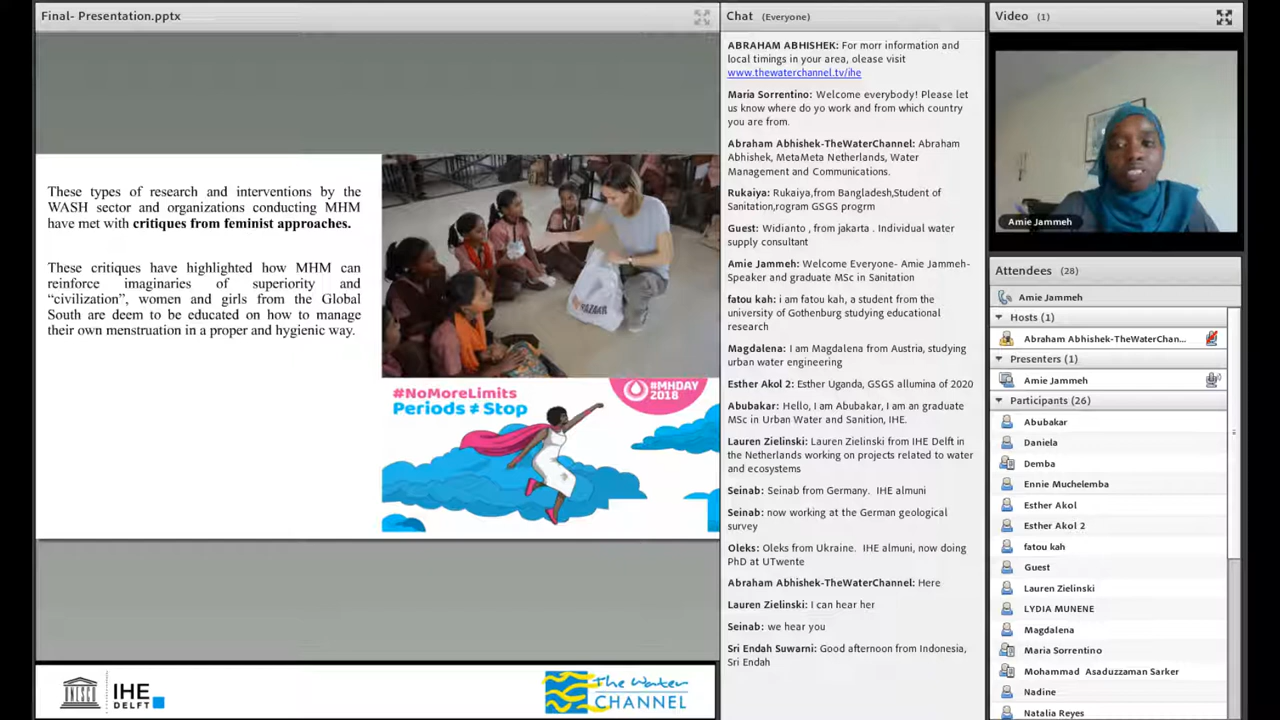 Final- Presentation.pptx
These types of research and interventions by the
WASH sector and organizations conducting MHM
have met with critiques from feminist approaches.
These critiques have highlighted how MHM can
reinforce imaginaries of superiority and
“civilization”, women and girls from the Global
South are deem to be educated on how to manage
their own menstruation in a proper and hygienic way.
#NoMoreLimits
Periods ≠ Stop
#MHDAY
2018
IHE
DELFT
The Water
CHANNEL
Chat (Everyone)
ABRAHAM ABHISHEK: For morr information and
local timings in your area, olease visit
www.thewaterchannel.tv/ihe
Maria Sorrentino: Welcome everybody! Please let
us know where do yo work and from which country
you are from.
Abraham Abhishek-TheWaterChannel: Abraham
Abhishek, MetaMeta Netherlands, Water
Management and Communications.
Rukaiya: Rukaiya,from Bangladesh,Student of
Sanitation,rogram GSGS progrm
Guest: Widianto , from jakarta . Individual water
supply consultant
Amie Jammeh: Welcome Everyone- Amie Jammeh-
Speaker and graduate MSc in Sanitation
fatou kah: i am fatou kah, a student from the
university of Gothenburg studying educational
research
Magdalena: I am Magdalena from Austria, studying
urban water engineering
Esther Akol 2: Esther Uganda, GSGS allumina of 2020
Abubakar: Hello, I am Abubakar, I am an graduate
MSc in Urban Water and Sanition, IHE.
Lauren Zielinski: Lauren Zielinski from IHE Delft in
the Netherlands working on projects related to water
and ecosystems
Seinab: Seinab from Germany. IHE almuni
Seinab: now working at the German geological
survey
Oleks: Oleks from Ukraine. IHE almuni, now doing
PhD at UTwente
Abraham Abhishek-TheWaterChannel: Here
Lauren Zielinski: I can hear her
Seinab: we hear you
Sri Endah Suwarni: Good afternoon from Indonesia,
Sri Endah
Video (1)
Amie Jammeh
Attendees (28)
Amie Jammeh
Hosts (1)
Abraham Abhishek-TheWaterChan...
Presenters (1)
Amie Jammeh
Participants (26)
Abubakar
Daniela
Demba
Ennie Muchelemba
Esther Akol
Esther Akol 2
fatou kah
Guest
Lauren Zielinski
LYDIA MUNENE
Magdalena
Maria Sorrentino
Mohammad Asaduzzaman Sarker
Nadine
Natalia Reyes